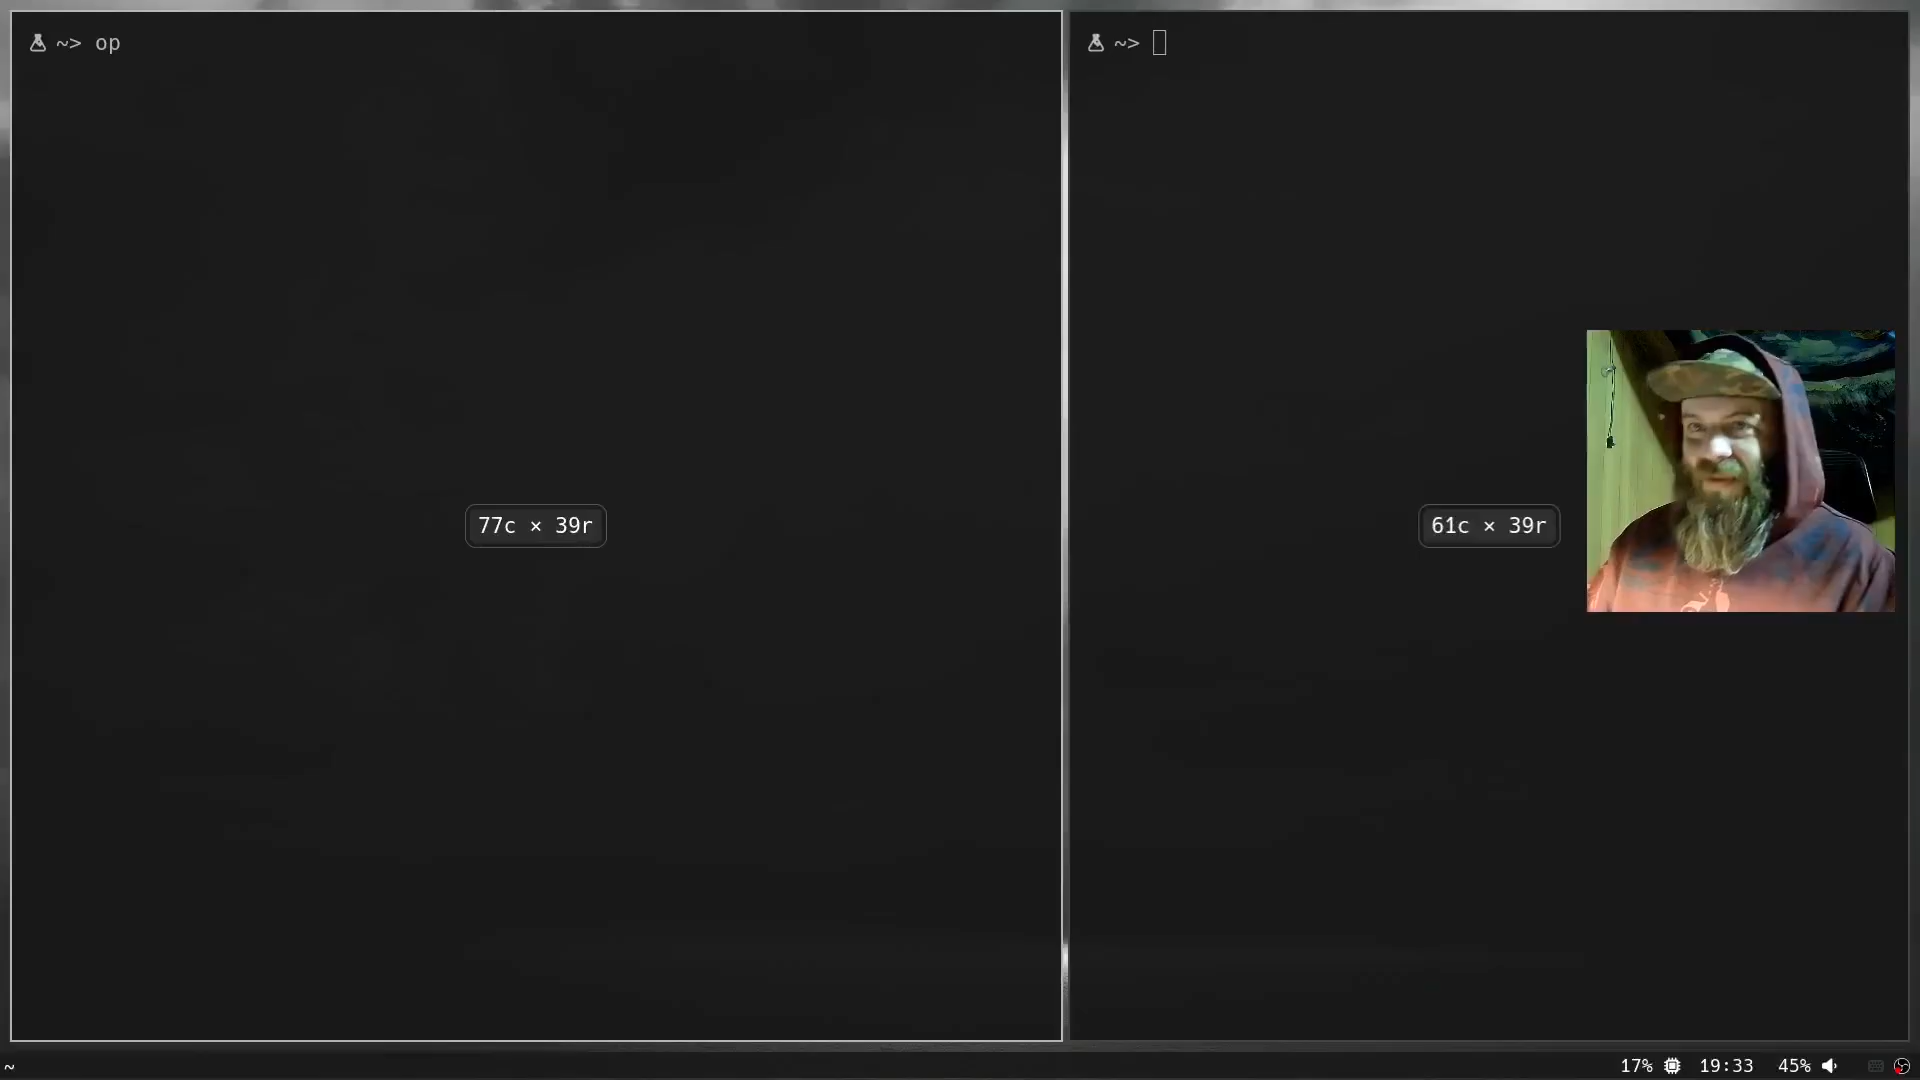 ~> op
~>
77c × 39r
61c × 39r
~
17% 19:33 45%